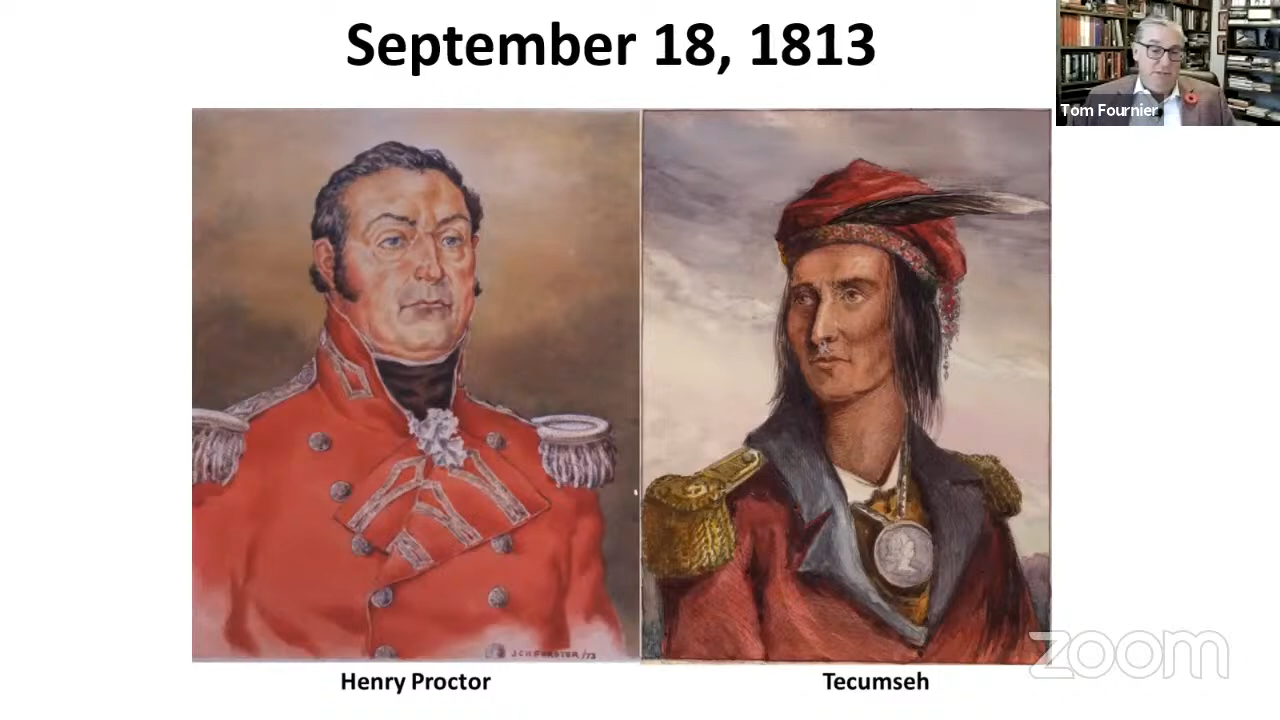 September 18, 1813
Tom Fournier
J.C.H. FORSTER /73
Henry Proctor
Tecumseh
zoom